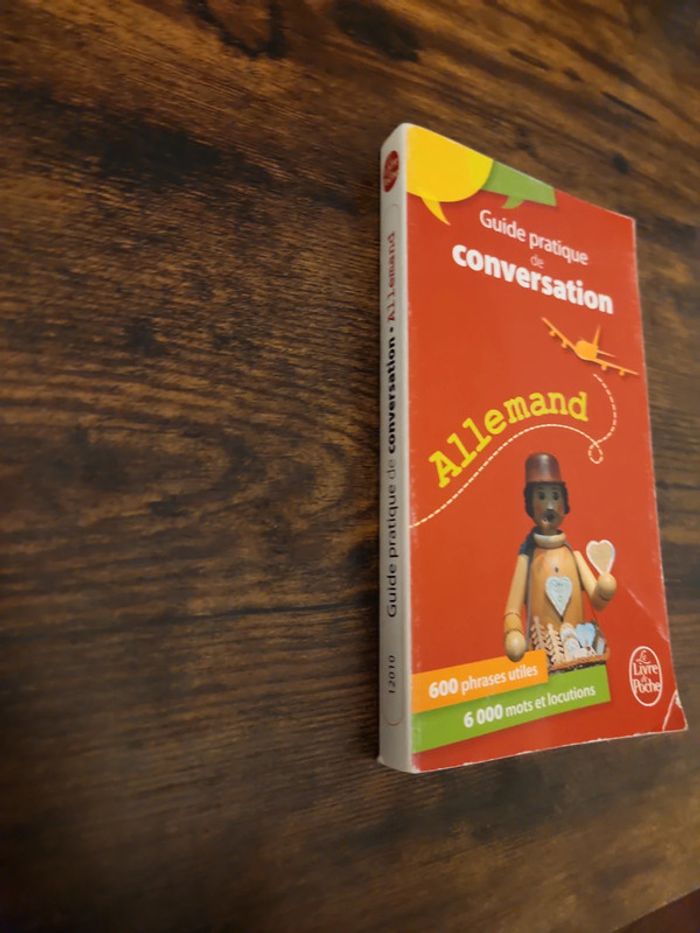 Guide pratique
de
conversation
Allemand
600 phrases utiles
6 000 mots et locutions
Le
Livre
de
Poche
Guide pratique de conversation • Allemand
12010